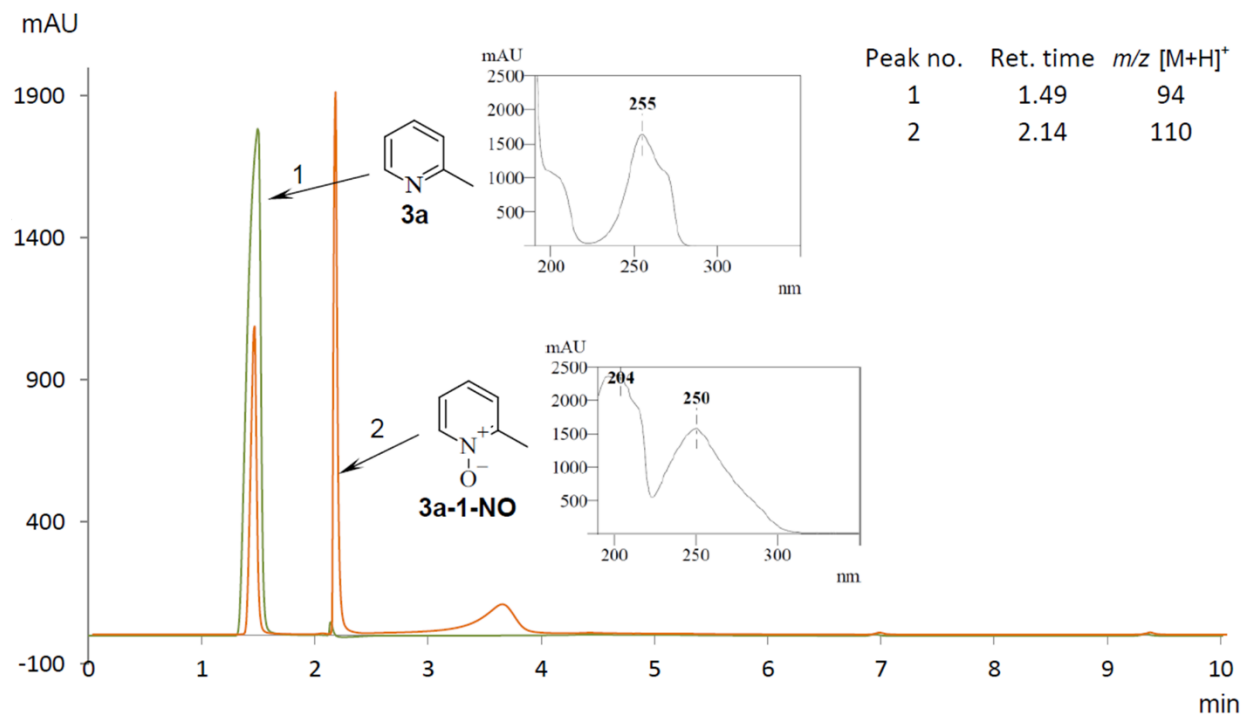 mAU
Peak no. Ret. time m/z [M+H]+
1 1.49 94
2 2.14 110
1900
1400
900
400
-100
0 1 2 3 4 5 6 7 8 9 10
min
1
N
3a
mAU
2500
2000
1500
1000
500
255
200 250 300
nm
2
N+
O−
3a-1-NO
mAU
2500
2000
1500
1000
500
204
250
200 250 300
nm